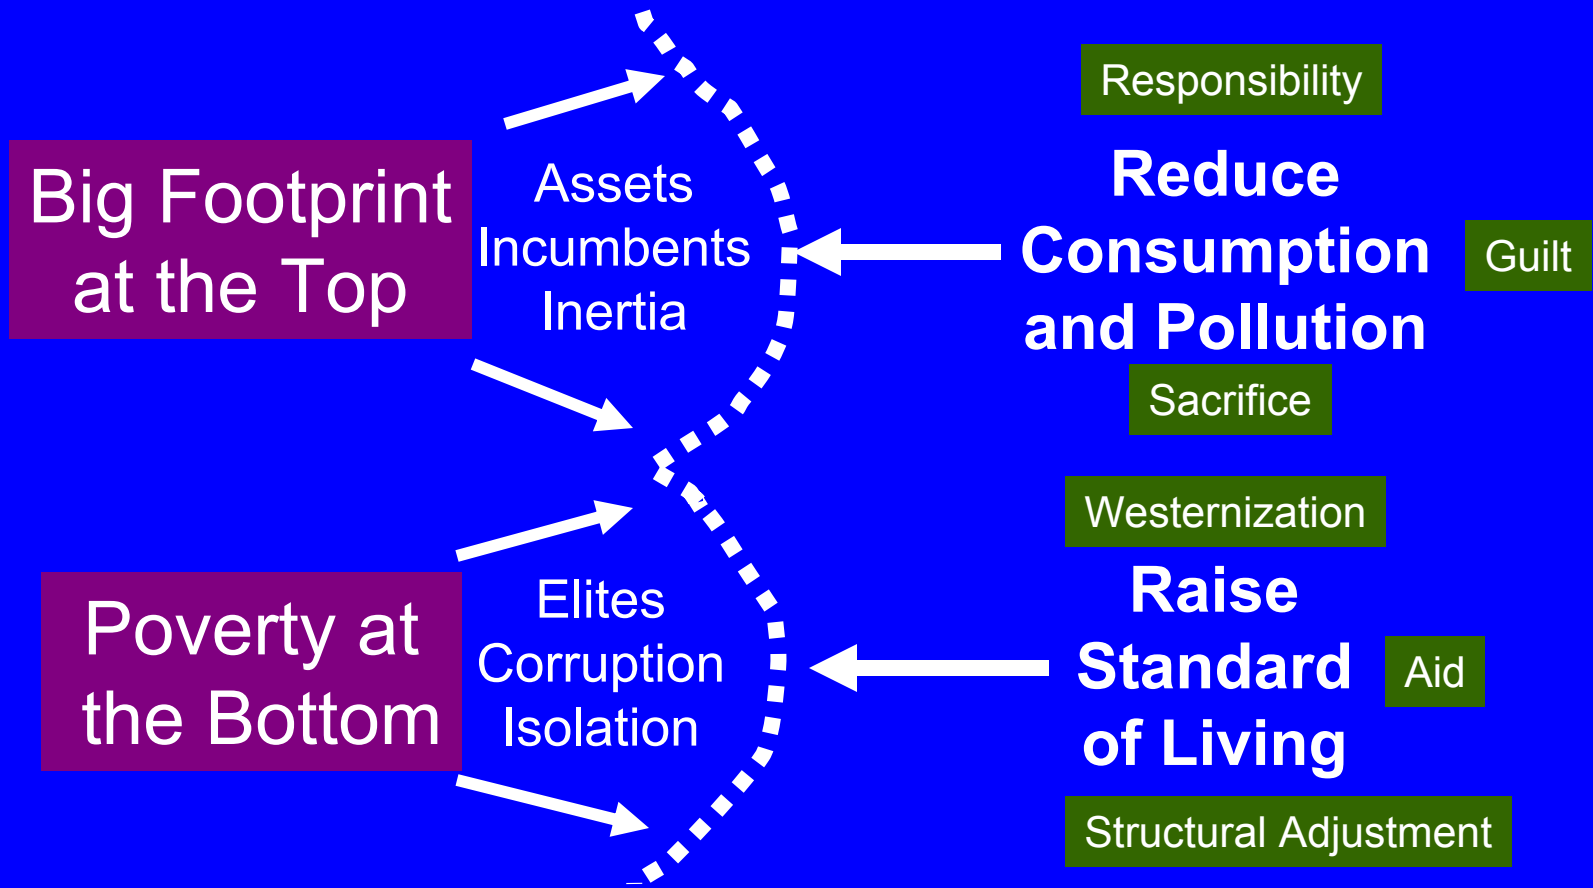 Responsibility
Big Footprint
at the Top
Assets
Incumbents
Inertia
Reduce
Consumption
and Pollution
Guilt
Sacrifice
Westernization
Poverty at
the Bottom
Elites
Corruption
Isolation
Raise
Standard
of Living
Aid
Structural Adjustment